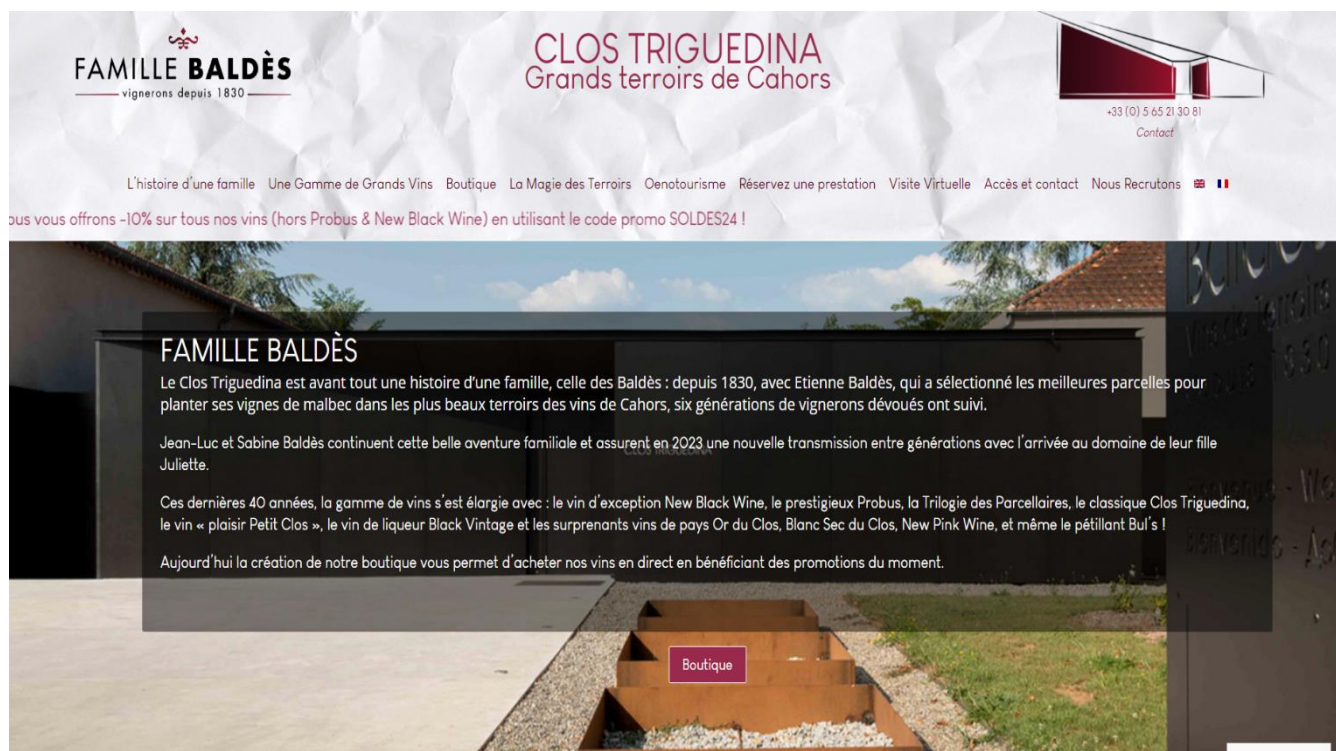 FAMILLE BALDÈS
vignerons depuis 1830
CLOS TRIGUEDINA
Grands terroirs de Cahors
+33 (0) 5 65 21 30 81
Contact
L'histoire d'une famille Une Gamme de Grands Vins Boutique La Magie des Terroirs Oenotourisme Réservez une prestation Visite Virtuelle Accès et contact Nous Recrutons
vous offrons -10% sur tous nos vins (hors Probus & New Black Wine) en utilisant le code promo SOLDES24 !
Vins de Terroirs
FAMILLE BALDÈS
Le Clos Triguedina est avant tout une histoire d'une famille, celle des Baldès : depuis 1830, avec Etienne Baldès, qui a sélectionné les meilleures parcelles pour
planter ses vignes de malbec dans les plus beaux terroirs des vins de Cahors, six générations de vignerons dévoués ont suivi.
Jean-Luc et Sabine Baldès continuent cette belle aventure familiale et assurent en 2023 une nouvelle transmission entre générations avec l'arrivée au domaine de leur fille
Juliette.
CLOS TRIGUEDINA
Ces dernières 40 années, la gamme de vins s'est élargie avec : le vin d'exception New Black Wine, le prestigieux Probus, la Trilogie des Parcellaires, le classique Clos Triguedina,
le vin « plaisir Petit Clos », le vin de liqueur Black Vintage et les surprenants vins de pays Or du Clos, Blanc Sec du Clos, New Pink Wine, et même le pétillant Bul's !
Aujourd'hui la création de notre boutique vous permet d'acheter nos vins en direct en bénéficiant des promotions du moment.
Boutique